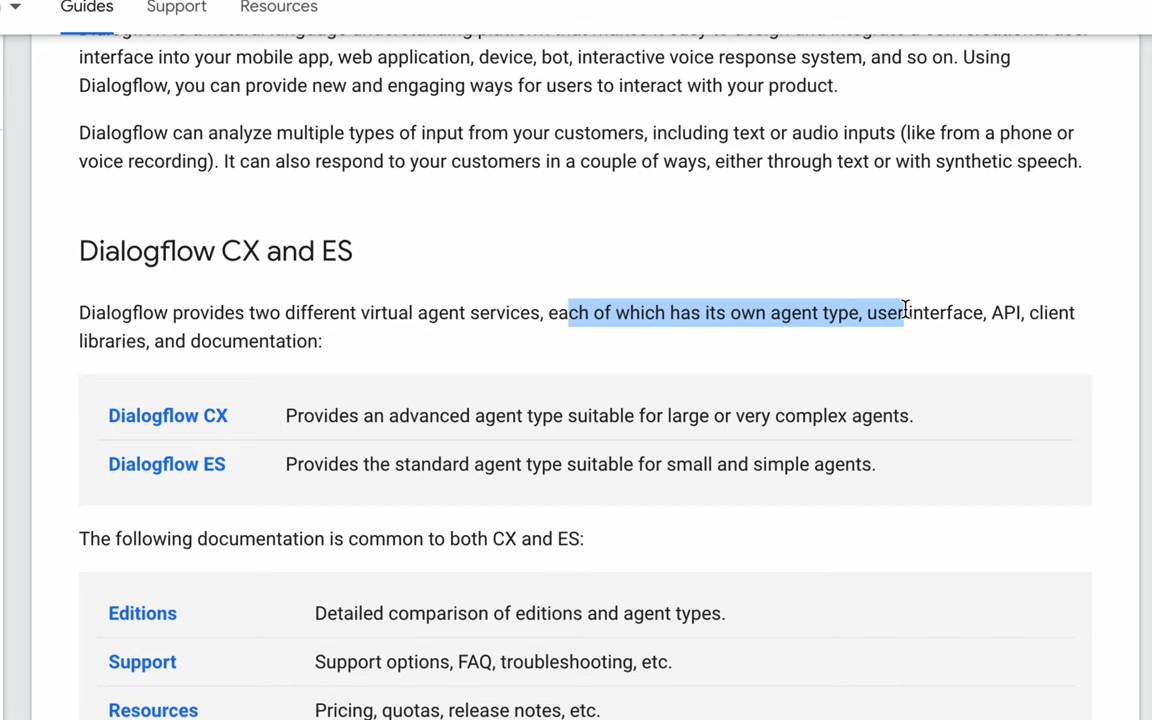 Guides Support Resources
interface into your mobile app, web application, device, bot, interactive voice response system, and so on. Using
Dialogflow, you can provide new and engaging ways for users to interact with your product.
Dialogflow can analyze multiple types of input from your customers, including text or audio inputs (like from a phone or
voice recording). It can also respond to your customers in a couple of ways, either through text or with synthetic speech.
Dialogflow CX and ES
Dialogflow provides two different virtual agent services, each of which has its own agent type, user interface, API, client
libraries, and documentation:
Dialogflow CX Provides an advanced agent type suitable for large or very complex agents.
Dialogflow ES Provides the standard agent type suitable for small and simple agents.
The following documentation is common to both CX and ES:
Editions Detailed comparison of editions and agent types.
Support Support options, FAQ, troubleshooting, etc.
Resources Pricing, quotas, release notes, etc.